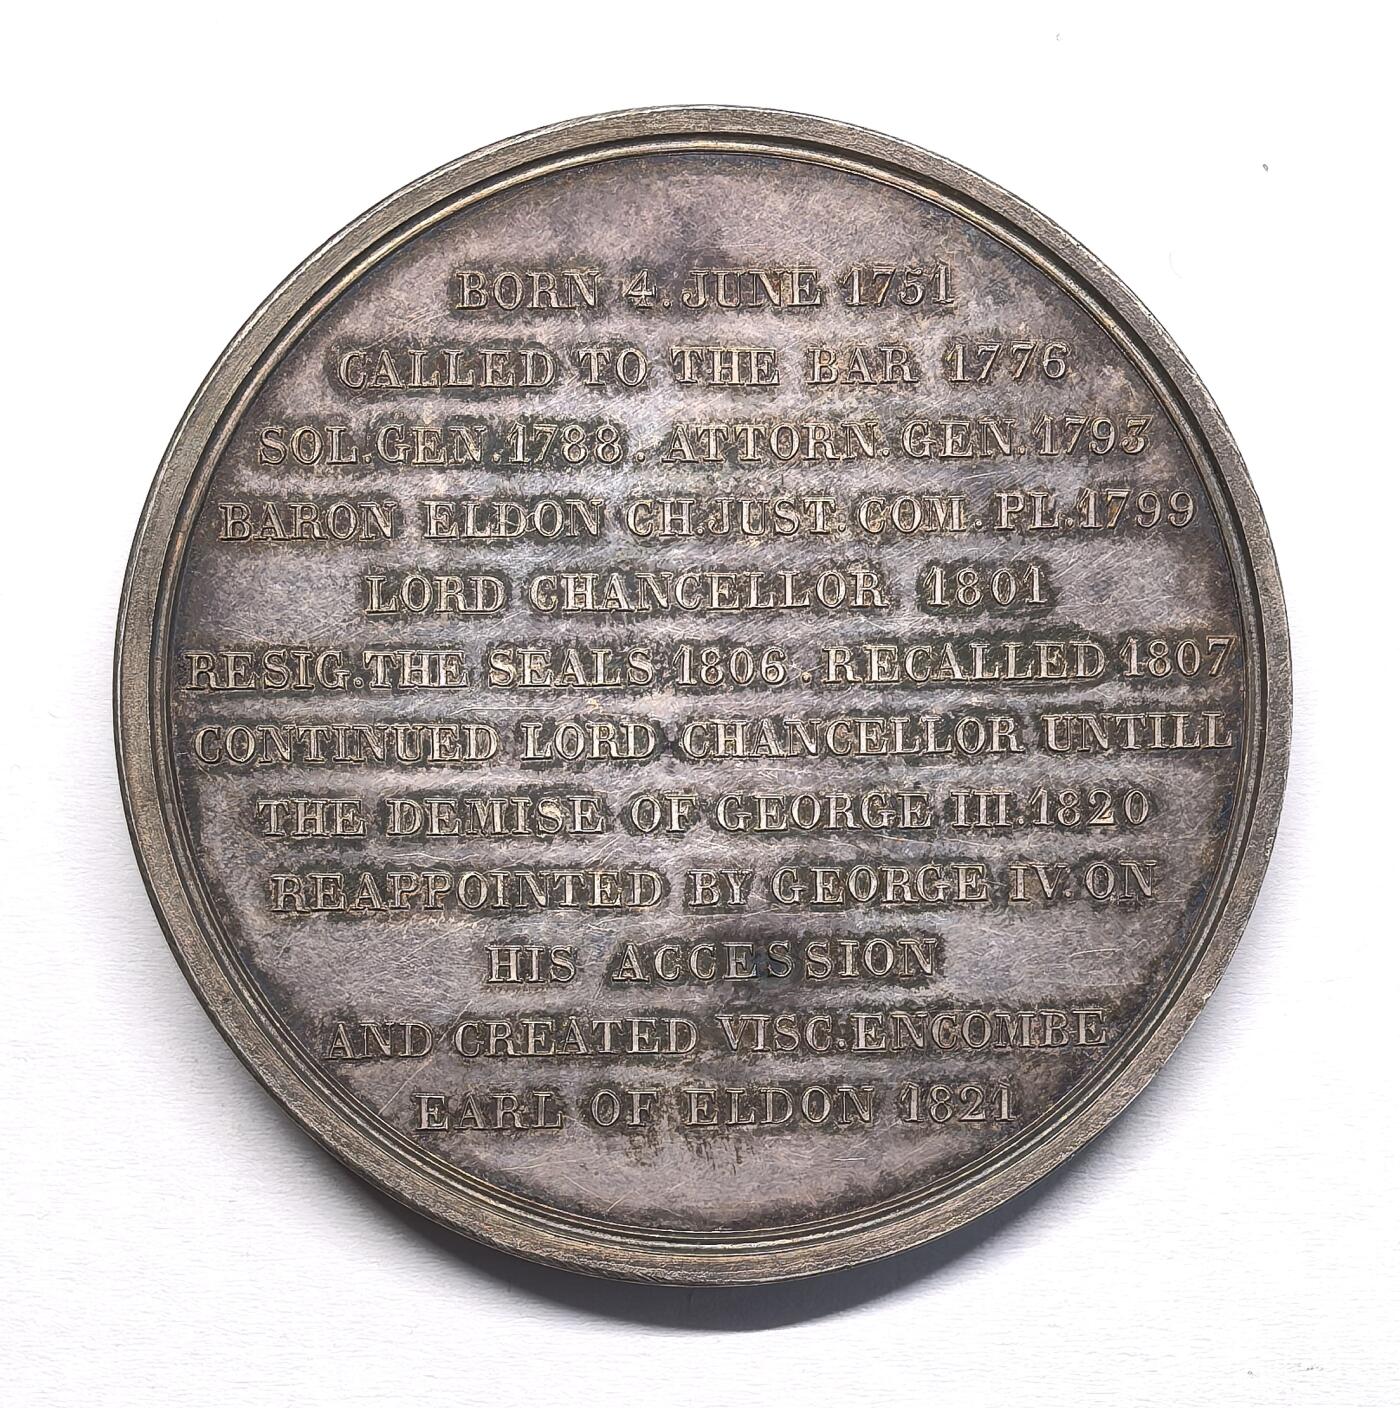 BORN 4. JUNE 1751
CALLED TO THE BAR 1776
SOL.GEN.1788. ATTORN.GEN.1793
BARON ELDON CH.JUST.COM.PL.1799
LORD CHANCELLOR 1801
RESIG.THE SEALS 1806.RECALLED 1807
CONTINUED LORD CHANCELLOR UNTILL
THE DEMISE OF GEORGE III.1820
REAPPOINTED BY GEORGE IV. ON
HIS ACCESSION
AND CREATED VISC.ENCOMBE
EARL OF ELDON 1821